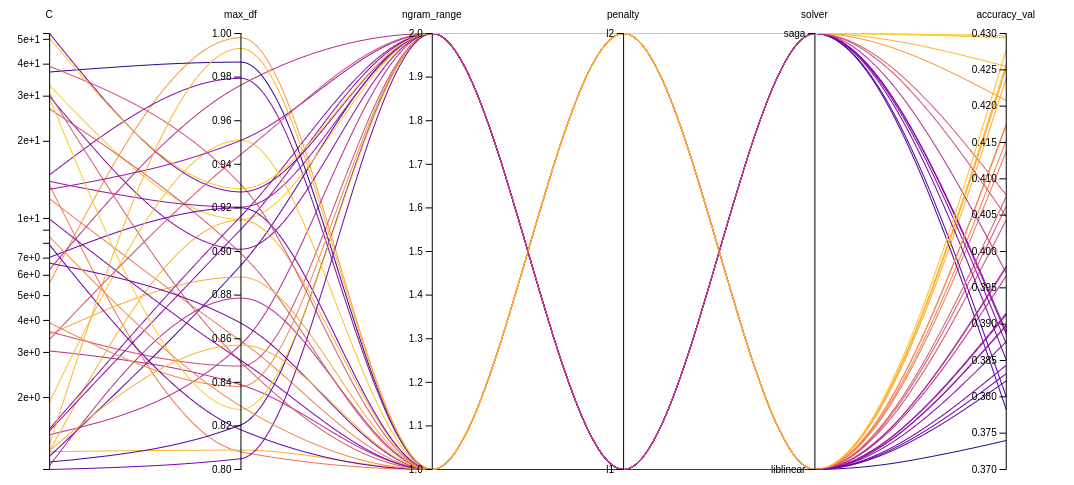 C max_df ngram_range penalty solver accuracy_val
5e+1
4e+1
3e+1
2e+1
1e+1
7e+0
6e+0
5e+0
4e+0
3e+0
2e+0
1.00
0.98
0.96
0.94
0.92
0.90
0.88
0.86
0.84
0.82
0.80
2.0
1.9
1.8
1.7
1.6
1.5
1.4
1.3
1.2
1.1
1.0
l2
l1
saga
liblinear
0.430
0.425
0.420
0.415
0.410
0.405
0.400
0.395
0.390
0.385
0.380
0.375
0.370